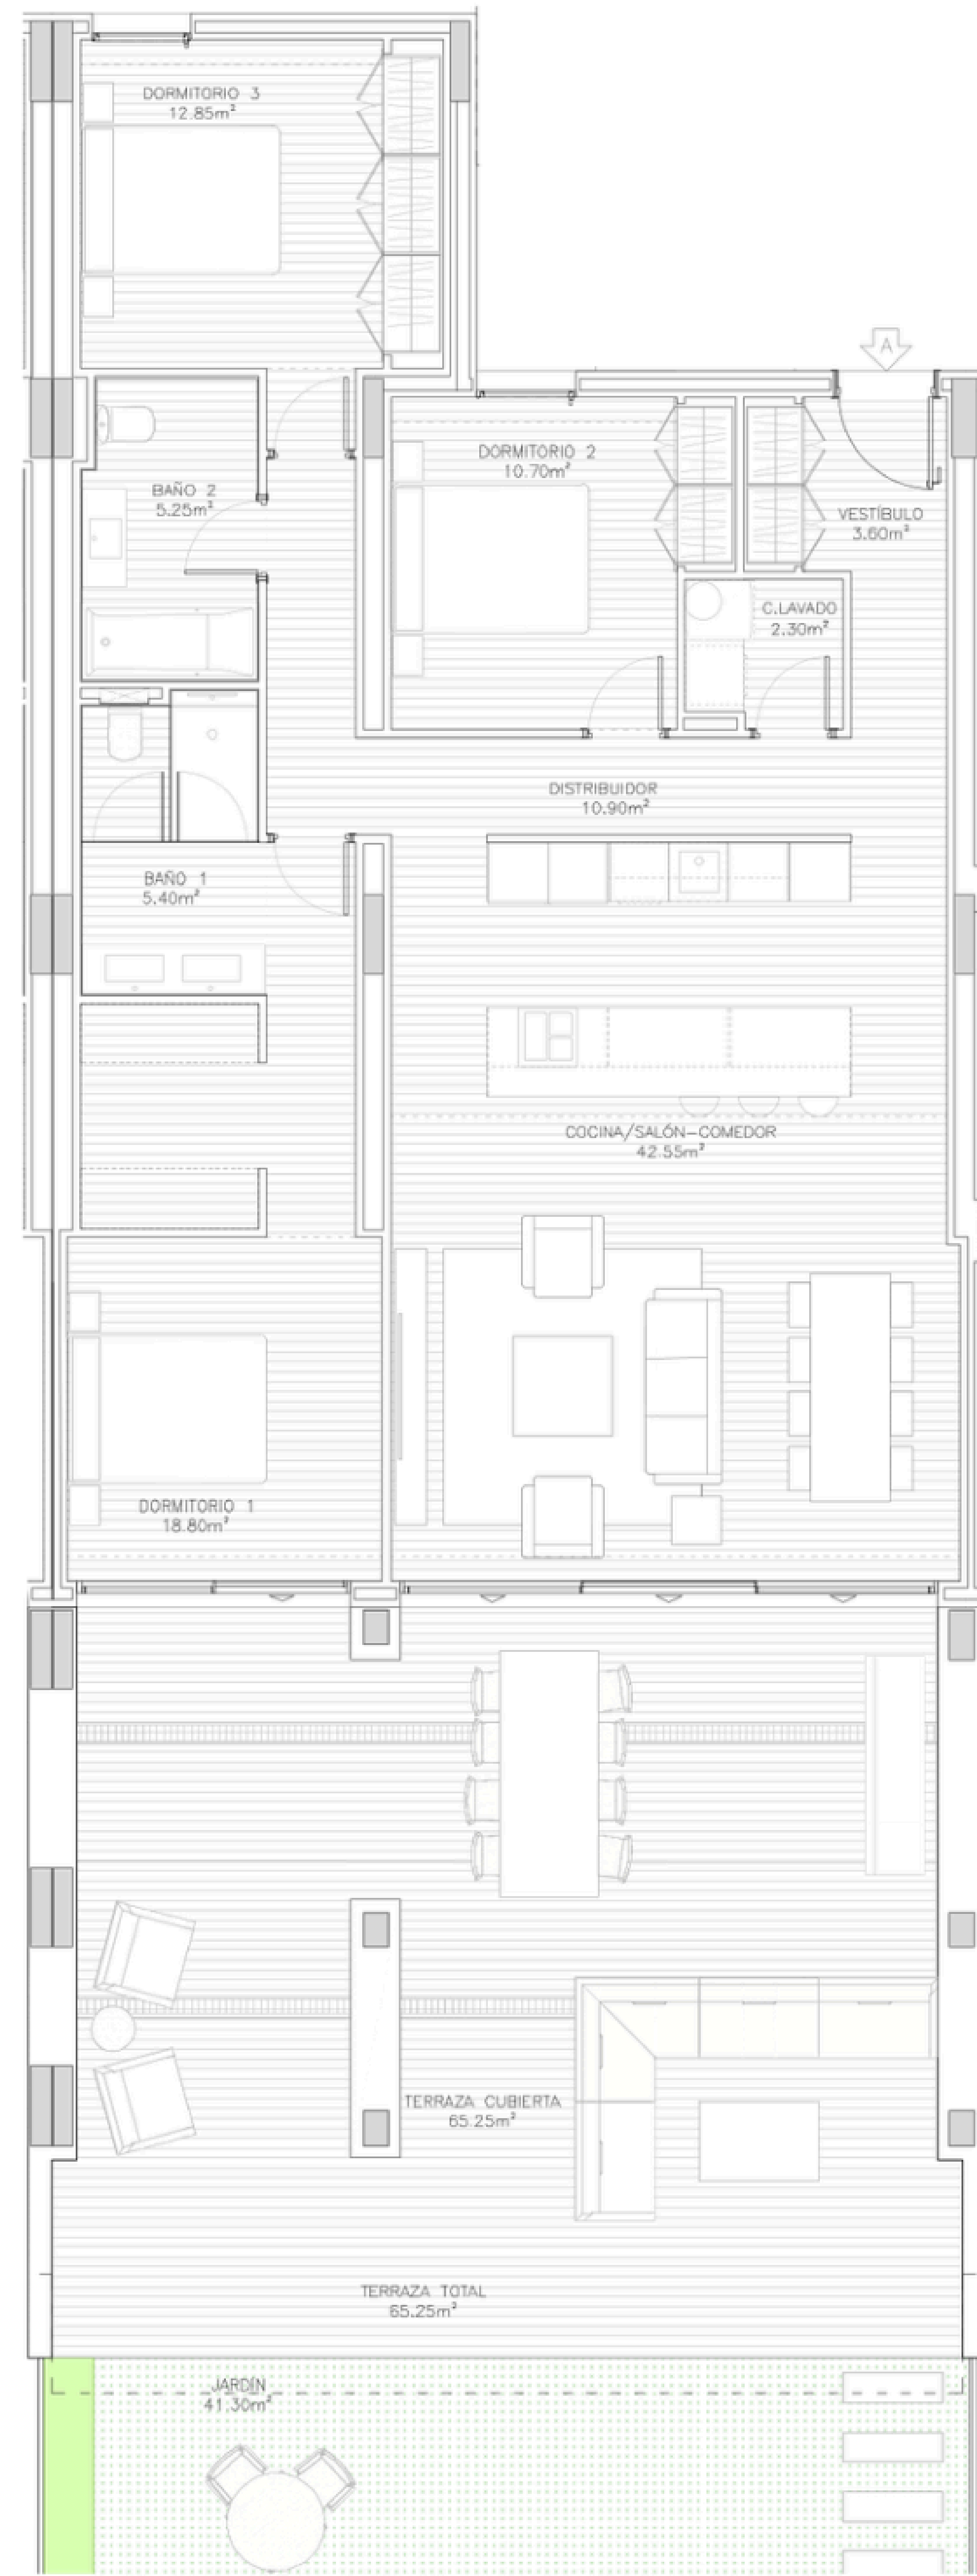 DORMITORIO 3
12.85m²
A
DORMITORIO 2
10.70m²
BAÑO 2
5.25m²
VESTÍBULO
3.60m²
C.LAVADO
2.30m²
DISTRIBUIDOR
10.90m²
BAÑO 1
5.40m²
COCINA/SALÓN-COMEDOR
42.55m²
DORMITORIO 1
18.80m²
TERRAZA CUBIERTA
65.25m²
TERRAZA TOTAL
65.25m²
JARDÍN
41.30m²